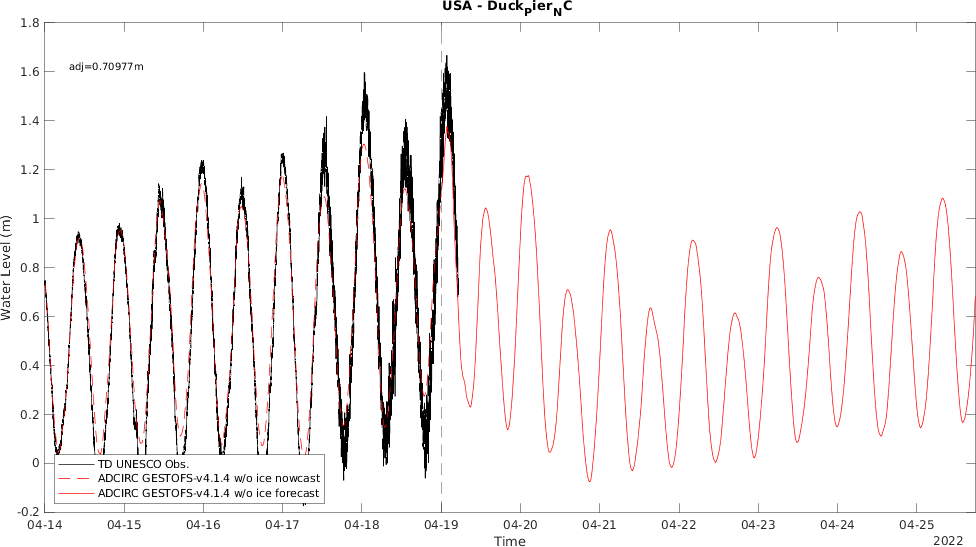 USA - DuckPierNC
adj=0.70977m
1.8
1.6
1.4
1.2
1
0.8
0.6
0.4
0.2
0
-0.2
Water Level (m)
TD UNESCO Obs.
ADCIRC GESTOFS-v4.1.4 w/o ice nowcast
ADCIRC GESTOFS-v4.1.4 w/o ice forecast
04-14 04-15 04-16 04-17 04-18 04-19 04-20 04-21 04-22 04-23 04-24 04-25
Time
2022